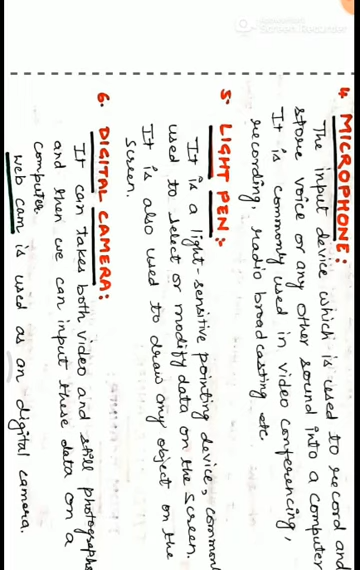 4. MICROPHONE:
The input device which is used to record and
store voice or any other sound into a computer
It is commonly used in video conferencing,
recording, radio broadcasting etc
5. LIGHT PEN:
It is a light-sensitive pointing device, common
used to select or modify data on the screen.
It is also used to draw any object on the
screen.
6. DIGITAL CAMERA:
It can takes both video and still photographs
and then we can input these data on a
computer.
web cam is used as on digital camera.
Screen Recorder